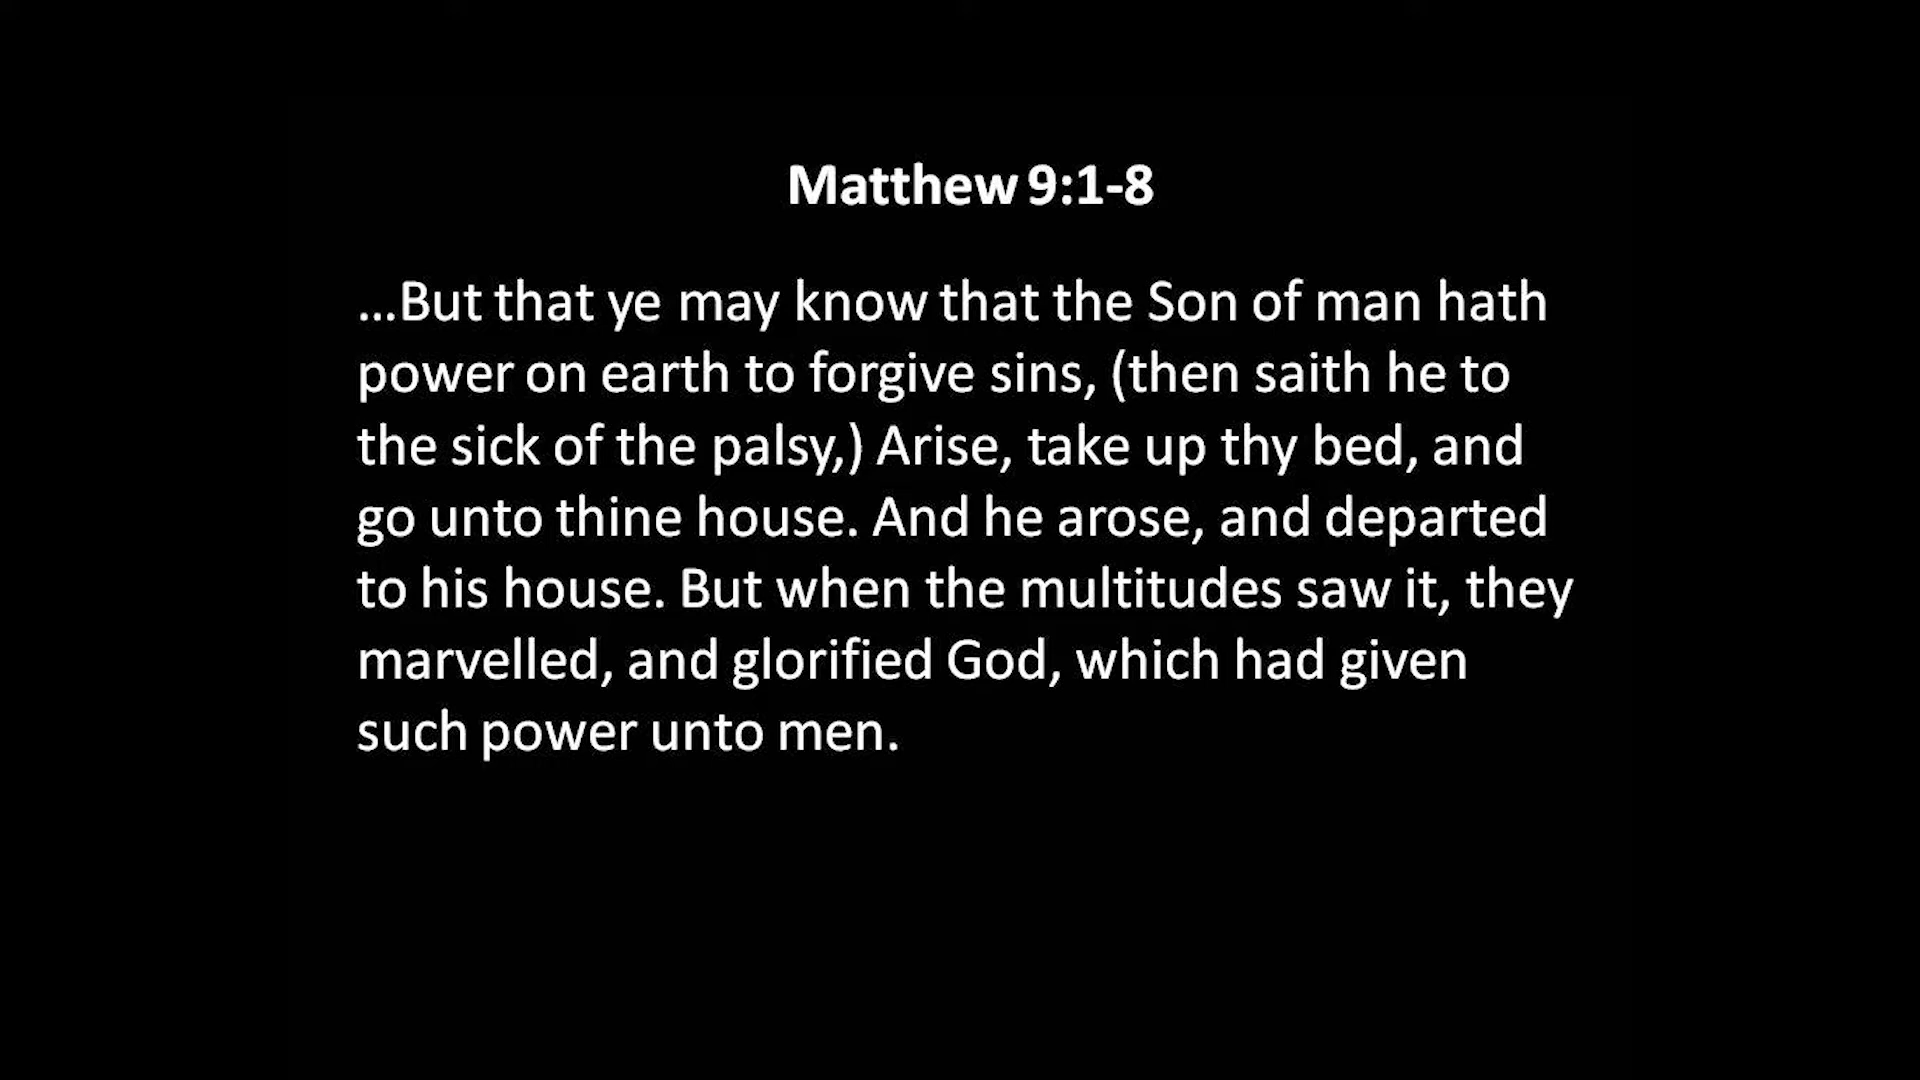 Matthew 9:1-8
…But that ye may know that the Son of man hath
power on earth to forgive sins, (then saith he to
the sick of the palsy,) Arise, take up thy bed, and
go unto thine house. And he arose, and departed
to his house. But when the multitudes saw it, they
marvelled, and glorified God, which had given
such power unto men.